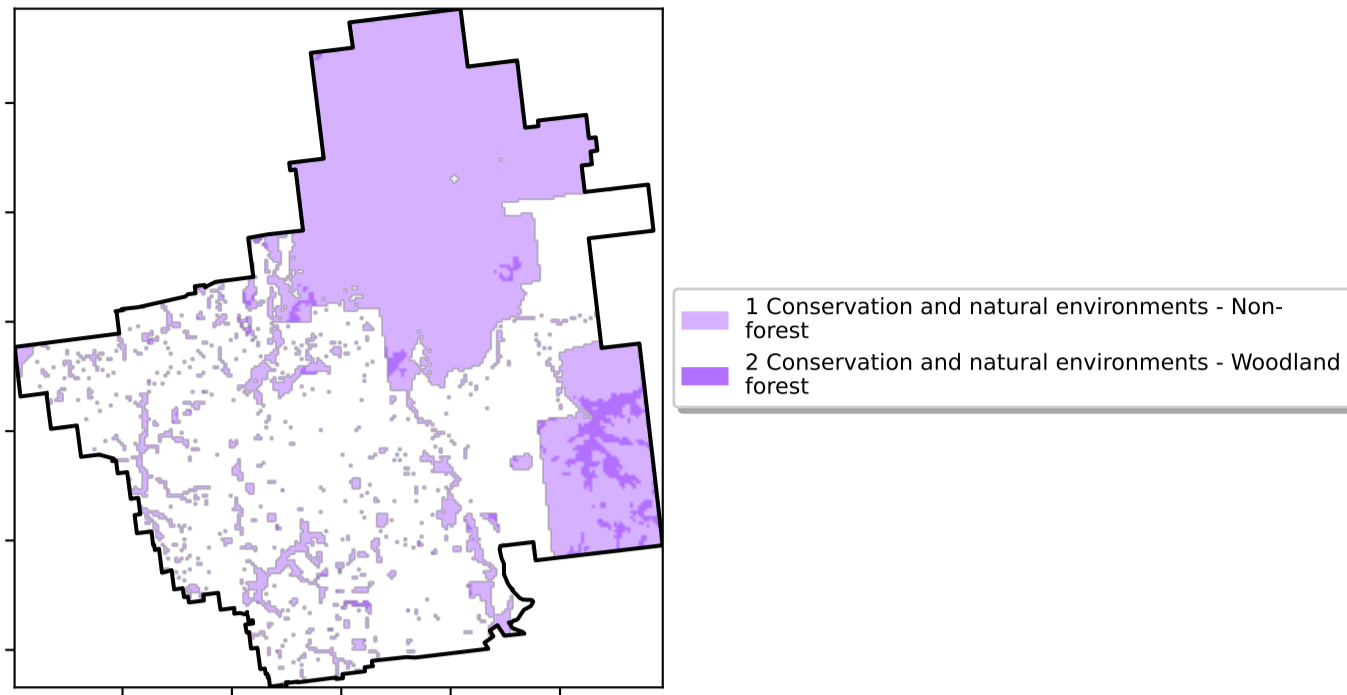 1 Conservation and natural environments - Non-
forest
2 Conservation and natural environments - Woodland
forest